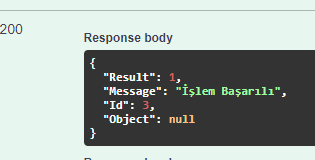 200
Response body
{
"Result": 1,
"Message": "İşlem Başarılı",
"Id": 3,
"Object": null
}